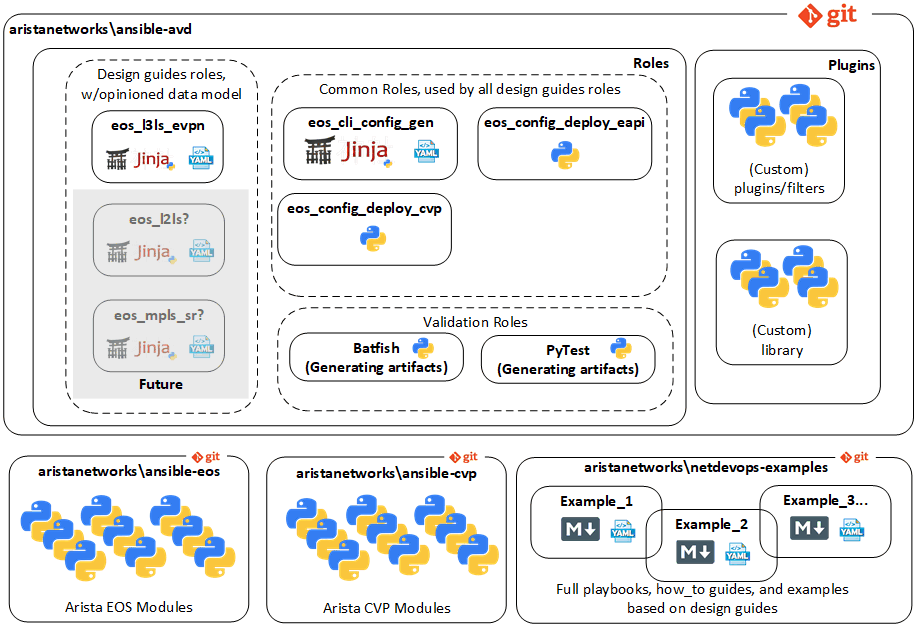 git
aristanetworks\ansible-avd
Roles
Design guides roles,
w/opinioned data model
eos_l3ls_evpn
Jinja
YAML
eos_l2ls?
Jinja
YAML
eos_mpls_sr?
Jinja
YAML
Future
Common Roles, used by all design guides roles
eos_cli_config_gen
Jinja
YAML
eos_config_deploy_eapi
eos_config_deploy_cvp
Validation Roles
Batfish
(Generating artifacts)
PyTest
(Generating artifacts)
Plugins
(Custom)
plugins/filters
(Custom)
library
git
aristanetworks\ansible-eos
Arista EOS Modules
git
aristanetworks\ansible-cvp
Arista CVP Modules
git
aristanetworks\netdevops-examples
Example_1
M
YAML
Example_2
M
YAML
Example_3...
M
YAML
Full playbooks, how_to guides, and examples
based on design guides